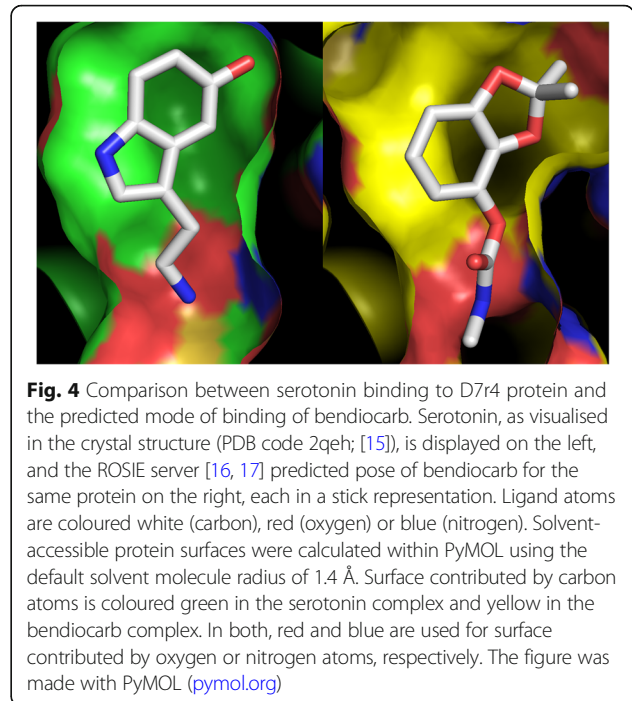 Fig. 4 Comparison between serotonin binding to D7r4 protein and
the predicted mode of binding of bendiocarb. Serotonin, as visualised
in the crystal structure (PDB code 2qeh; [15]), is displayed on the left,
and the ROSIE server [16, 17] predicted pose of bendiocarb for the
same protein on the right, each in a stick representation. Ligand atoms
are coloured white (carbon), red (oxygen) or blue (nitrogen). Solvent-
accessible protein surfaces were calculated within PyMOL using the
default solvent molecule radius of 1.4 Å. Surface contributed by carbon
atoms is coloured green in the serotonin complex and yellow in the
bendiocarb complex. In both, red and blue are used for surface
contributed by oxygen or nitrogen atoms, respectively. The figure was
made with PyMOL (pymol.org)